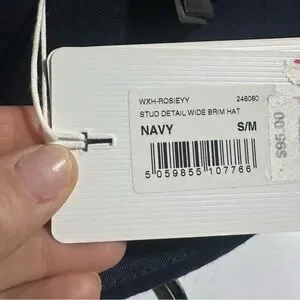 WXH-ROSIEYY 246060
STUD DETAIL WIDE BRIM HAT
NAVY S/M
5 059855 107766
$95.00